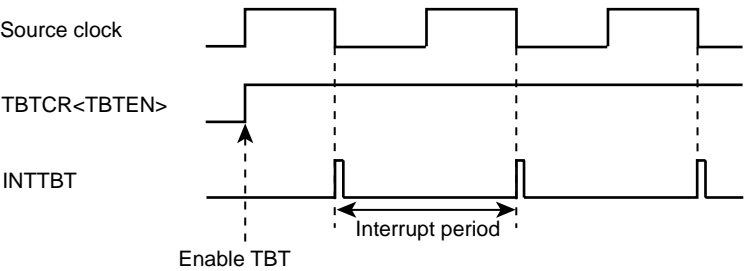 Source clock
TBTCR<TBTEN>
INTTBT
Interrupt period
Enable TBT